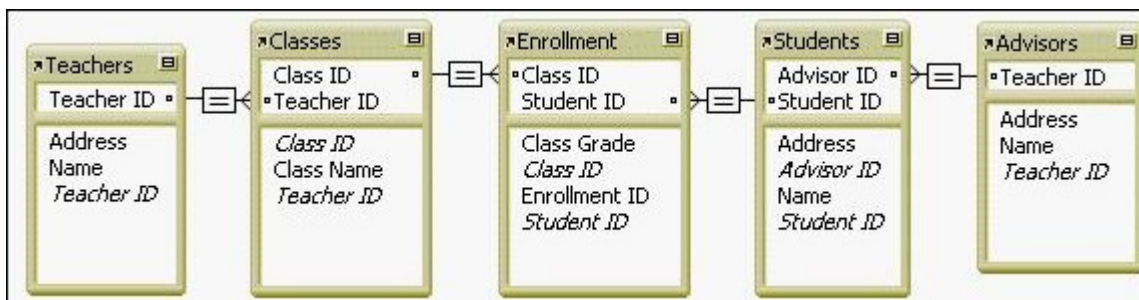 Teachers
Teacher ID
Address
Name
Teacher ID
Classes
Class ID
Teacher ID
Class ID
Class Name
Teacher ID
Enrollment
Class ID
Student ID
Class Grade
Class ID
Enrollment ID
Student ID
Students
Advisor ID
Student ID
Address
Advisor ID
Name
Student ID
Advisors
Teacher ID
Address
Name
Teacher ID